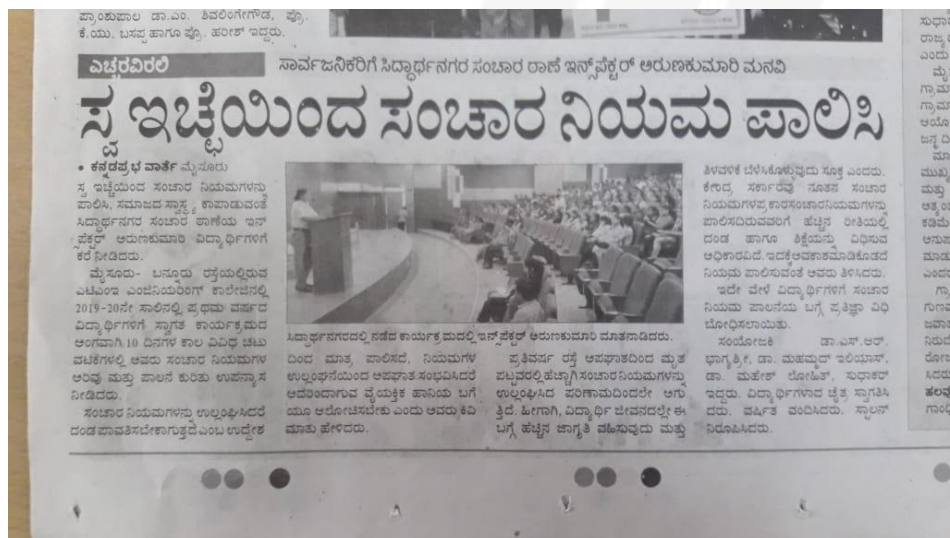 ಪ್ರಾಂಶುಪಾಲ ಡಾ.ಎಂ. ಶಿವಲಿಂಗೇಗೌಡ, ಪ್ರೊ.
ಕೆ.ಯು. ಬಸಪ್ಪ ಹಾಗೂ ಪ್ರೊ. ಹರೀಶ್ ಇದ್ದರು.
ಎಚ್ಚರವಿರಲಿ
ಸಾರ್ವಜನಿಕರಿಗೆ ಸಿದ್ಧಾರ್ಥನಗರ ಸಂಚಾರ ಠಾಣೆ ಇನ್ಸ್‌ಪೆಕ್ಟರ್ ಅರುಣಕುಮಾರಿ ಮನವಿ
ಸ್ವ ಇಚ್ಛೆಯಿಂದ ಸಂಚಾರ ನಿಯಮ ಪಾಲಿಸಿ
• ಕನ್ನಡಪ್ರಭ ವಾರ್ತೆ ಮೈಸೂರು
ಸ್ವ ಇಚ್ಛೆಯಿಂದ ಸಂಚಾರ ನಿಯಮಗಳನ್ನು
ಪಾಲಿಸಿ, ಸಮಾಜದ ಸ್ವಾಸ್ಥ್ಯ ಕಾಪಾಡುವಂತೆ
ಸಿದ್ಧಾರ್ಥನಗರ ಸಂಚಾರ ಠಾಣೆಯ ಇನ್
ಸ್ಪೆಕ್ಟರ್ ಅರುಣಕುಮಾರಿ ವಿದ್ಯಾರ್ಥಿಗಳಿಗೆ
ಕರೆ ನೀಡಿದರು.
ಮೈಸೂರು- ಬನ್ನೂರು ರಸ್ತೆಯಲ್ಲಿರುವ
ಎಟಿಎಂಇ ಎಂಜಿನಿಯರಿಂಗ್ ಕಾಲೇಜಿನಲ್ಲಿ
2019-20ನೇ ಸಾಲಿನಲ್ಲಿ ಪ್ರಥಮ ವರ್ಷದ
ವಿದ್ಯಾರ್ಥಿಗಳಿಗೆ ಸ್ವಾಗತ ಕಾರ್ಯಕ್ರಮದ
ಅಂಗವಾಗಿ 10 ದಿನಗಳ ಕಾಲ ವಿವಿಧ ಚಟು
ವಟಿಕೆಗಳಲ್ಲಿ ಅವರು ಸಂಚಾರ ನಿಯಮಗಳ
ಅರಿವು ಮತ್ತು ಪಾಲನೆ ಕುರಿತು ಉಪನ್ಯಾಸ
ನೀಡಿದರು.
ಸಂಚಾರ ನಿಯಮಗಳನ್ನು ಉಲ್ಲಂಘಿಸಿದರೆ
ದಂಡ ಪಾವತಿಸಬೇಕಾಗುತ್ತದೆ ಎಂಬ ಉದ್ದೇಶ
ಸಿದ್ಧಾರ್ಥನಗರದಲ್ಲಿ ನಡೆದ ಕಾರ್ಯಕ್ರಮದಲ್ಲಿ ಇನ್ಸ್‌ಪೆಕ್ಟರ್ ಅರುಣಕುಮಾರಿ ಮಾತನಾಡಿದರು.
ದಿಂದ ಮಾತ್ರ ಪಾಲಿಸದೆ, ನಿಯಮಗಳ
ಉಲ್ಲಂಘನೆಯಿಂದ ಅಪಘಾತ ಸಂಭವಿಸಿದರೆ
ಅದರಿಂದಾಗುವ ವೈಯಕ್ತಿಕ ಹಾನಿಯ ಬಗೆ
ಯೂ ಆಲೋಚಿಸಬೇಕು ಎಂದು ಅವರು ಕಿವಿ
ಮಾತು ಹೇಳಿದರು.
ಪ್ರತಿವರ್ಷ ರಸ್ತೆ ಅಪಘಾತದಿಂದ ಮೃತ
ಪಟ್ಟವರಲ್ಲಿ ಹೆಚ್ಚಾಗಿ ಸಂಚಾರ ನಿಯಮಗಳನ್ನು
ಉಲ್ಲಂಘಿಸಿದ ಪರಿಣಾಮದಿಂದಲೇ ಆಗು
ತ್ತಿದೆ. ಹೀಗಾಗಿ, ವಿದ್ಯಾರ್ಥಿ ಜೀವನದಲ್ಲೇ ಈ
ಬಗ್ಗೆ ಹೆಚ್ಚಿನ ಜಾಗೃತಿ ವಹಿಸುವುದು ಮತ್ತು
ತಿಳವಳಿಕೆ ಬೆಳೆಸಿಕೊಳ್ಳುವುದು ಸೂಕ್ತ ಎಂದರು.
ಕೇಂದ್ರ ಸರ್ಕಾರವು ನೂತನ ಸಂಚಾರ
ನಿಯಮಗಳ ಪ್ರಕಾರ ಸಂಚಾರ ನಿಯಮಗಳನ್ನು
ಪಾಲಿಸದಿರುವವರಿಗೆ ಹೆಚ್ಚಿನ ರೀತಿಯಲ್ಲಿ
ದಂಡ ಹಾಗೂ ಶಿಕ್ಷೆಯನ್ನು ವಿಧಿಸುವ
ಅಧಿಕಾರವಿದೆ. ಇದಕ್ಕೆ ಅವಕಾಶ ಮಾಡಿಕೊಡದೆ
ನಿಯಮ ಪಾಲಿಸುವಂತೆ ಅವರು ತಿಳಿಸಿದರು.
ಇದೇ ವೇಳೆ ವಿದ್ಯಾರ್ಥಿಗಳಿಗೆ ಸಂಚಾರ
ನಿಯಮ ಪಾಲನೆಯ ಬಗ್ಗೆ ಪ್ರತಿಜ್ಞಾ ವಿಧಿ
ಬೋಧಿಸಲಾಯಿತು.
ಸಂಯೋಜಕಿ ಡಾ.ಎಸ್.ಆರ್.
ಭಾಗ್ಯಶ್ರೀ, ಡಾ. ಮಹಮ್ಮದ್ ಇಲಿಯಾಸ್,
ಡಾ. ಮಹೇಶ್ ಲೋಹಿತ್, ಸುಧಾಕರ್
ಇದ್ದರು. ವಿದ್ಯಾರ್ಥಿಗಳಾದ ಚೈತ್ರ ಸ್ವಾಗತಿಸಿ
ದರು. ವರ್ಷಿತ ವಂದಿಸಿದರು. ಸ್ಪಾಲನ್
ನಿರೂಪಿಸಿದರು.